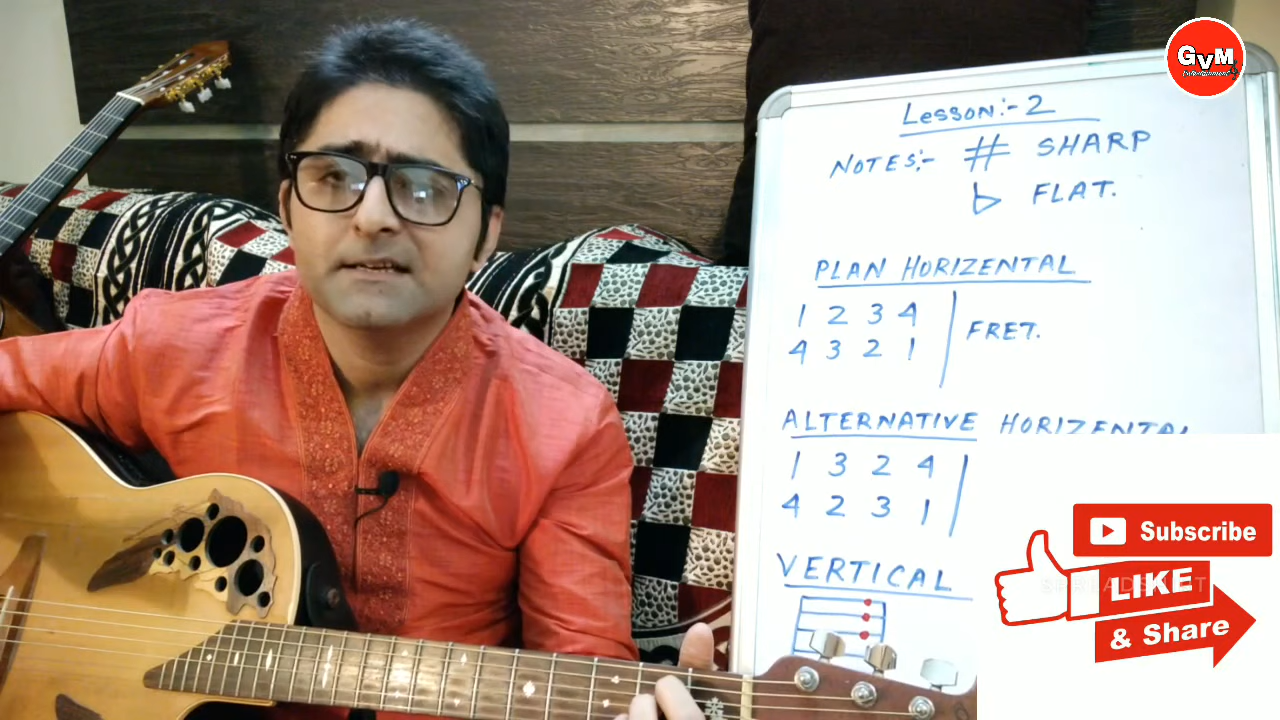 GVM
Entertainment
Lesson:- 2
NOTES:- # SHARP
b FLAT.
PLAN HORIZENTAL
1 2 3 4
FRET.
4 3 2 1
ALTERNATIVE HORIZENTAL
1 3 2 4
4 2 3 1
VERTICAL
Subscribe
LIKE
& Share